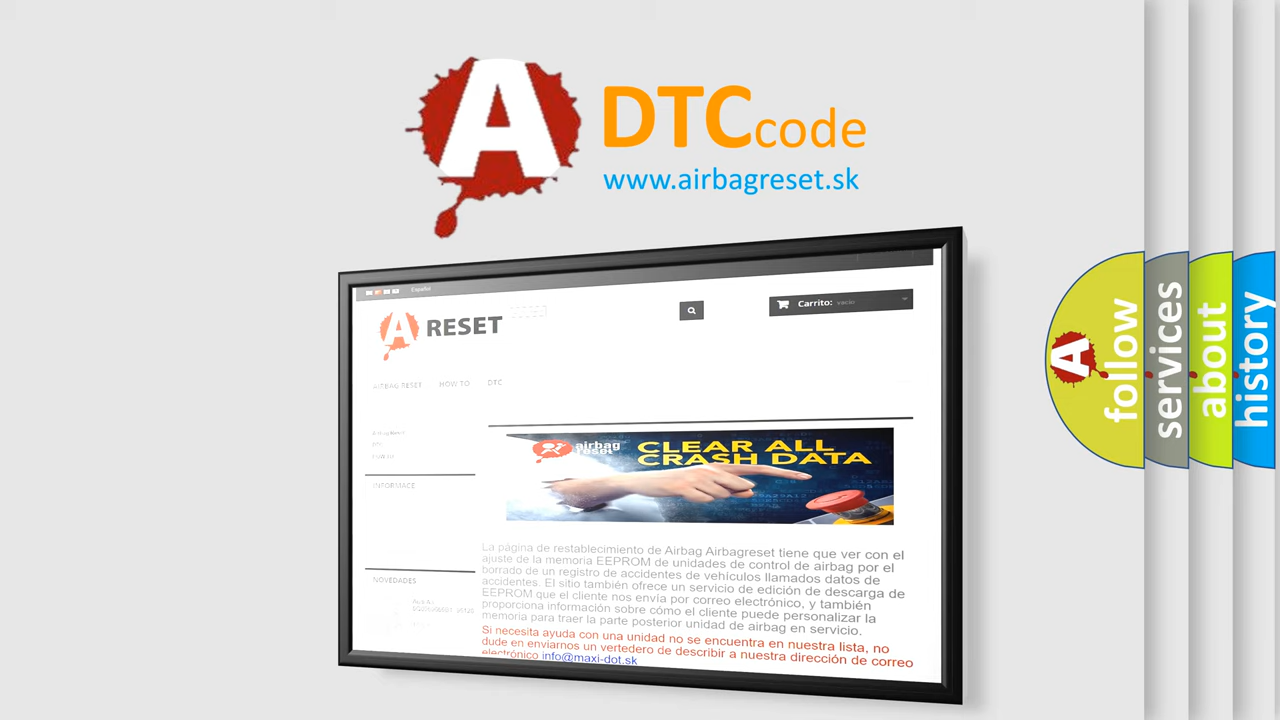 A
DTCcode
www.airbagreset.sk
Español
A RESET
Carrito: vacío
AIRBAG RESET HOW TO DTC
INFORMACE
NOVEDADES
airbag
reset
CLEAR ALL
CRASH DATA
La página de restablecimiento de Airbag Airbagreset tiene que ver con el
ajuste de la memoria EEPROM de unidades de control de airbag por el
borrado de un registro de accidentes de vehículos llamados datos de
accidentes. El sitio también ofrece un servicio de edición de descarga de
EEPROM que el cliente nos envía por correo electrónico, y también
proporciona información sobre cómo el cliente puede personalizar la
memoria para traer la parte posterior unidad de airbag en servicio.
Si necesita ayuda con una unidad no se encuentra en nuestra lista, no
dude en enviarnos un vertedero de describir a nuestra dirección de correo
electrónico info@maxi-dot.sk
A
follow
services
about
history